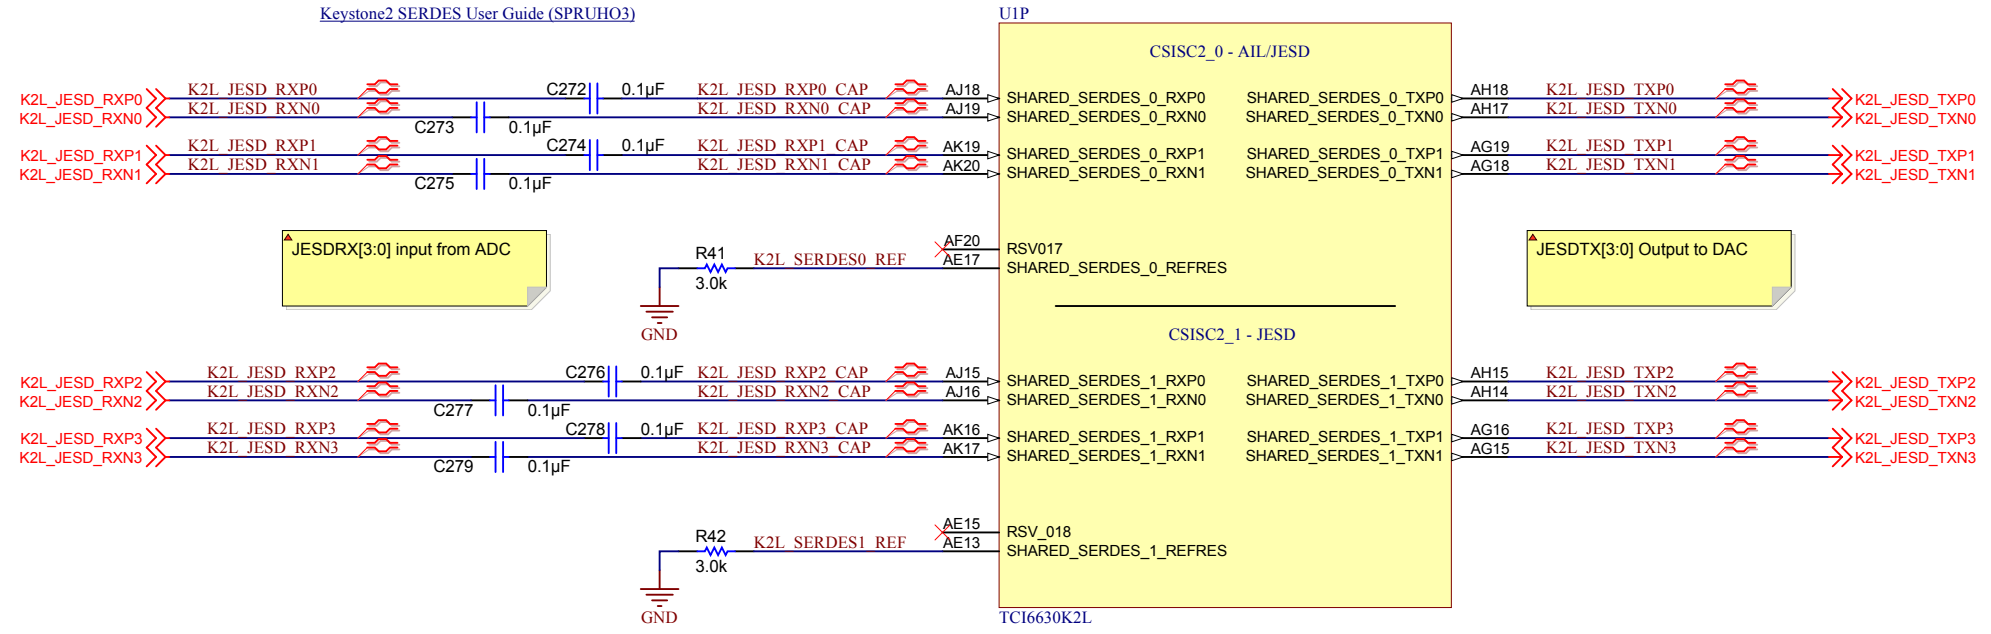 Keystone2 SERDES User Guide (SPRUHO3)
U1P
CSISC2_0 - AIL/JESD
K2L_JESD_RXP0 K2L_JESD_RXP0 C272 0.1µF K2L_JESD_RXP0_CAP AJ18 SHARED_SERDES_0_RXP0 SHARED_SERDES_0_TXP0 AH18 K2L_JESD_TXP0 K2L_JESD_TXP0
K2L_JESD_RXN0 K2L_JESD_RXN0 C273 0.1µF K2L_JESD_RXN0_CAP AJ19 SHARED_SERDES_0_RXN0 SHARED_SERDES_0_TXN0 AH17 K2L_JESD_TXN0 K2L_JESD_TXN0
K2L_JESD_RXP1 K2L_JESD_RXP1 C274 0.1µF K2L_JESD_RXP1_CAP AK19 SHARED_SERDES_0_RXP1 SHARED_SERDES_0_TXP1 AG19 K2L_JESD_TXP1 K2L_JESD_TXP1
K2L_JESD_RXN1 K2L_JESD_RXN1 C275 0.1µF K2L_JESD_RXN1_CAP AK20 SHARED_SERDES_0_RXN1 SHARED_SERDES_0_TXN1 AG18 K2L_JESD_TXN1 K2L_JESD_TXN1
JESDRX[3:0] input from ADC
JESDTX[3:0] Output to DAC
AF20 RSV017
R41 3.0k K2L_SERDES0_REF AE17 SHARED_SERDES_0_REFRES
GND
CSISC2_1 - JESD
K2L_JESD_RXP2 K2L_JESD_RXP2 C276 0.1µF K2L_JESD_RXP2_CAP AJ15 SHARED_SERDES_1_RXP0 SHARED_SERDES_1_TXP0 AH15 K2L_JESD_TXP2 K2L_JESD_TXP2
K2L_JESD_RXN2 K2L_JESD_RXN2 C277 0.1µF K2L_JESD_RXN2_CAP AJ16 SHARED_SERDES_1_RXN0 SHARED_SERDES_1_TXN0 AH14 K2L_JESD_TXN2 K2L_JESD_TXN2
K2L_JESD_RXP3 K2L_JESD_RXP3 C278 0.1µF K2L_JESD_RXP3_CAP AK16 SHARED_SERDES_1_RXP1 SHARED_SERDES_1_TXP1 AG16 K2L_JESD_TXP3 K2L_JESD_TXP3
K2L_JESD_RXN3 K2L_JESD_RXN3 C279 0.1µF K2L_JESD_RXN3_CAP AK17 SHARED_SERDES_1_RXN1 SHARED_SERDES_1_TXN1 AG15 K2L_JESD_TXN3 K2L_JESD_TXN3
AE15 RSV_018
R42 3.0k K2L_SERDES1_REF AE13 SHARED_SERDES_1_REFRES
GND
TCI6630K2L